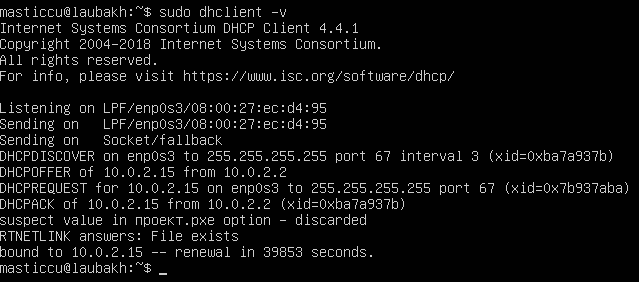 masticcu@laubakh:~$ sudo dhclient -v
Internet Systems Consortium DHCP Client 4.4.1
Copyright 2004-2018 Internet Systems Consortium.
All rights reserved.
For info, please visit https://www.isc.org/software/dhcp/
Listening on LPF/enp0s3/08:00:27:ec:d4:95
Sending on   LPF/enp0s3/08:00:27:ec:d4:95
Sending on   Socket/fallback
DHCPDISCOVER on enp0s3 to 255.255.255.255 port 67 interval 3 (xid=0xba7a937b)
DHCPOFFER of 10.0.2.15 from 10.0.2.2
DHCPREQUEST for 10.0.2.15 on enp0s3 to 255.255.255.255 port 67 (xid=0x7b937aba)
DHCPACK of 10.0.2.15 from 10.0.2.2 (xid=0xba7a937b)
suspect value in проект.pxe option - discarded
RTNETLINK answers: File exists
bound to 10.0.2.15 -- renewal in 39853 seconds.
masticcu@laubakh:~$ _